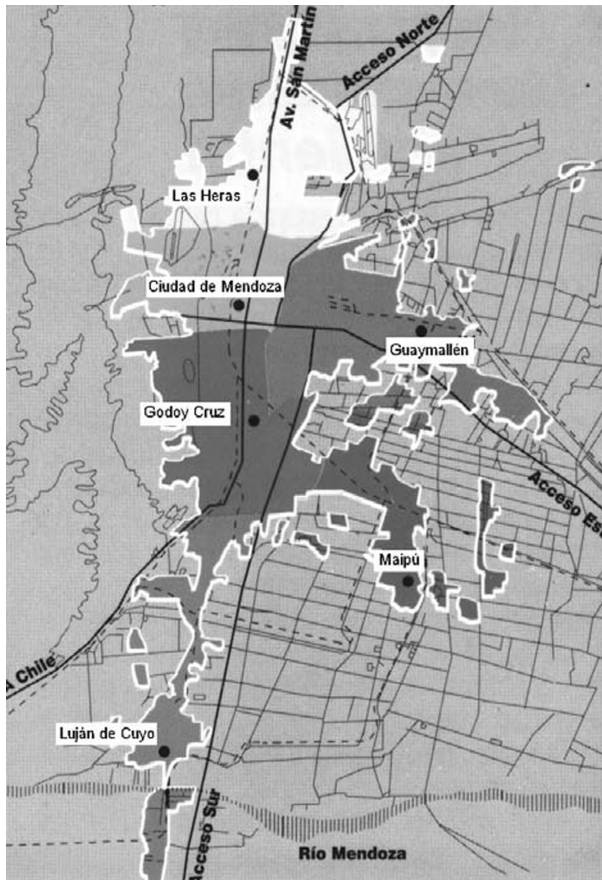 Av. San Martín
Acceso Norte
Las Heras
Ciudad de Mendoza
Guaymallén
Godoy Cruz
Acceso Es
Maipú
A Chile
Luján de Cuyo
Acceso Sur
Río Mendoza